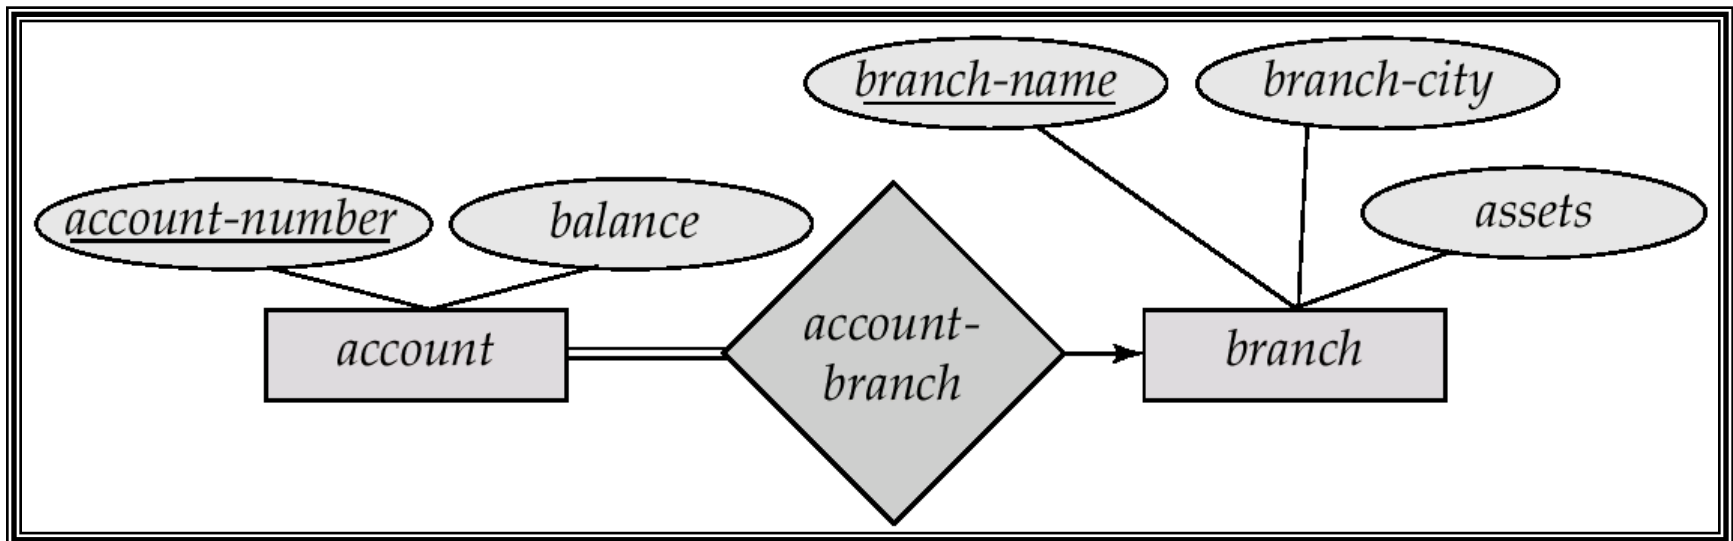 branch-name
branch-city
account-number
balance
assets
account
account-
branch
branch